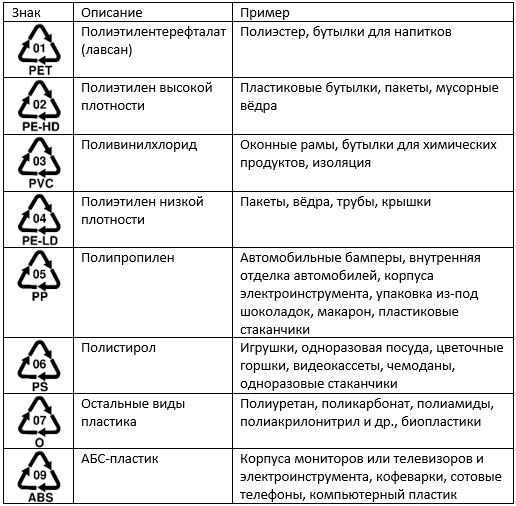 Знак Описание Пример
01 Полиэтилентерефталат Полиэстер, бутылки для напитков
(лавсан)
PET
02 Полиэтилен высокой Пластиковые бутылки, пакеты, мусорные
плотности вёдра
PE-HD
03 Поливинилхлорид Оконные рамы, бутылки для химических
продуктов, изоляция
PVC
04 Полиэтилен низкой Пакеты, вёдра, трубы, крышки
плотности
PE-LD
05 Полипропилен Автомобильные бамперы, внутренняя
отделка автомобилей, корпуса
PP электроинструмента, упаковка из-под
шоколадок, макарон, пластиковые
стаканчики
06 Полистирол Игрушки, одноразовая посуда, цветочные
горшки, видеокассеты, чемоданы,
PS одноразовые стаканчики
07 Остальные виды Полиуретан, поликарбонат, полиамиды,
пластика полиакрилонитрил и др., биопластики
O
09 АБС-пластик Корпуса мониторов или телевизоров и
электроинструмента, кофеварки, сотовые
ABS телефоны, компьютерный пластик